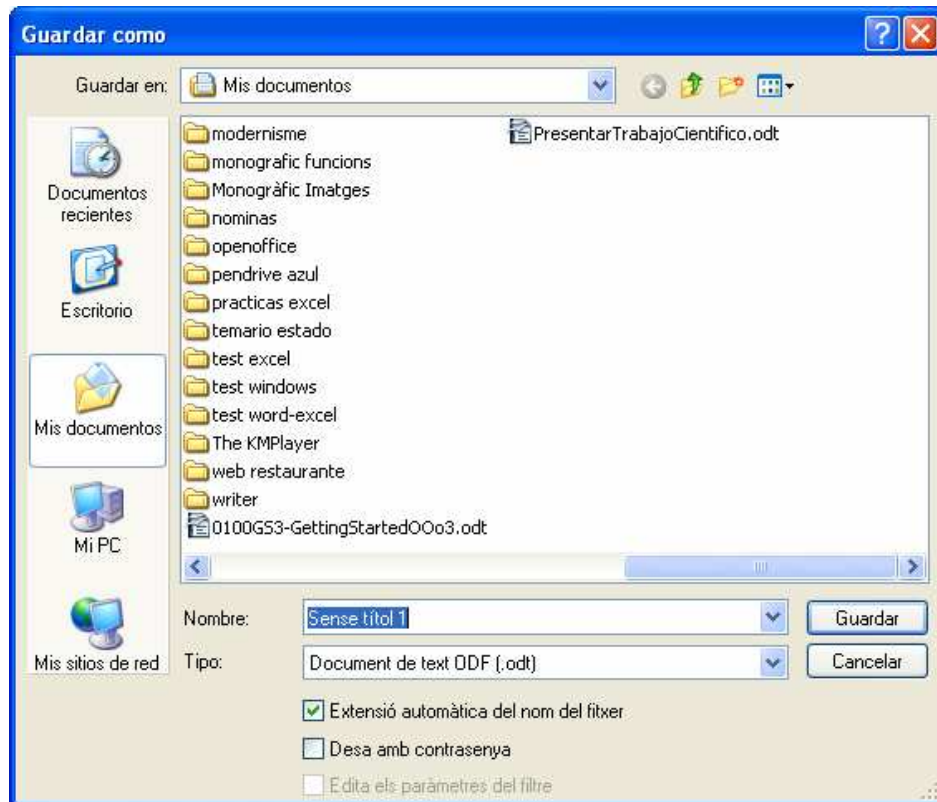 Guardar como
Guardar en: Mis documentos
Documentos recientes
Escritorio
Mis documentos
Mi PC
Mis sitios de red
modernisme
monografic funcions
Monogràfic Imatges
nominas
openoffice
pendrive azul
practicas excel
temario estado
test excel
test windows
test word-excel
The KMPlayer
web restaurante
writer
0100GS3-GettingStartedOOo3.odt
PresentarTrabajoCientifico.odt
Nombre: Sense títol 1 Guardar
Tipo: Document de text ODF (.odt) Cancelar
Extensió automàtica del nom del fitxer
Desa amb contrasenya
Edita els paràmetres del filtre